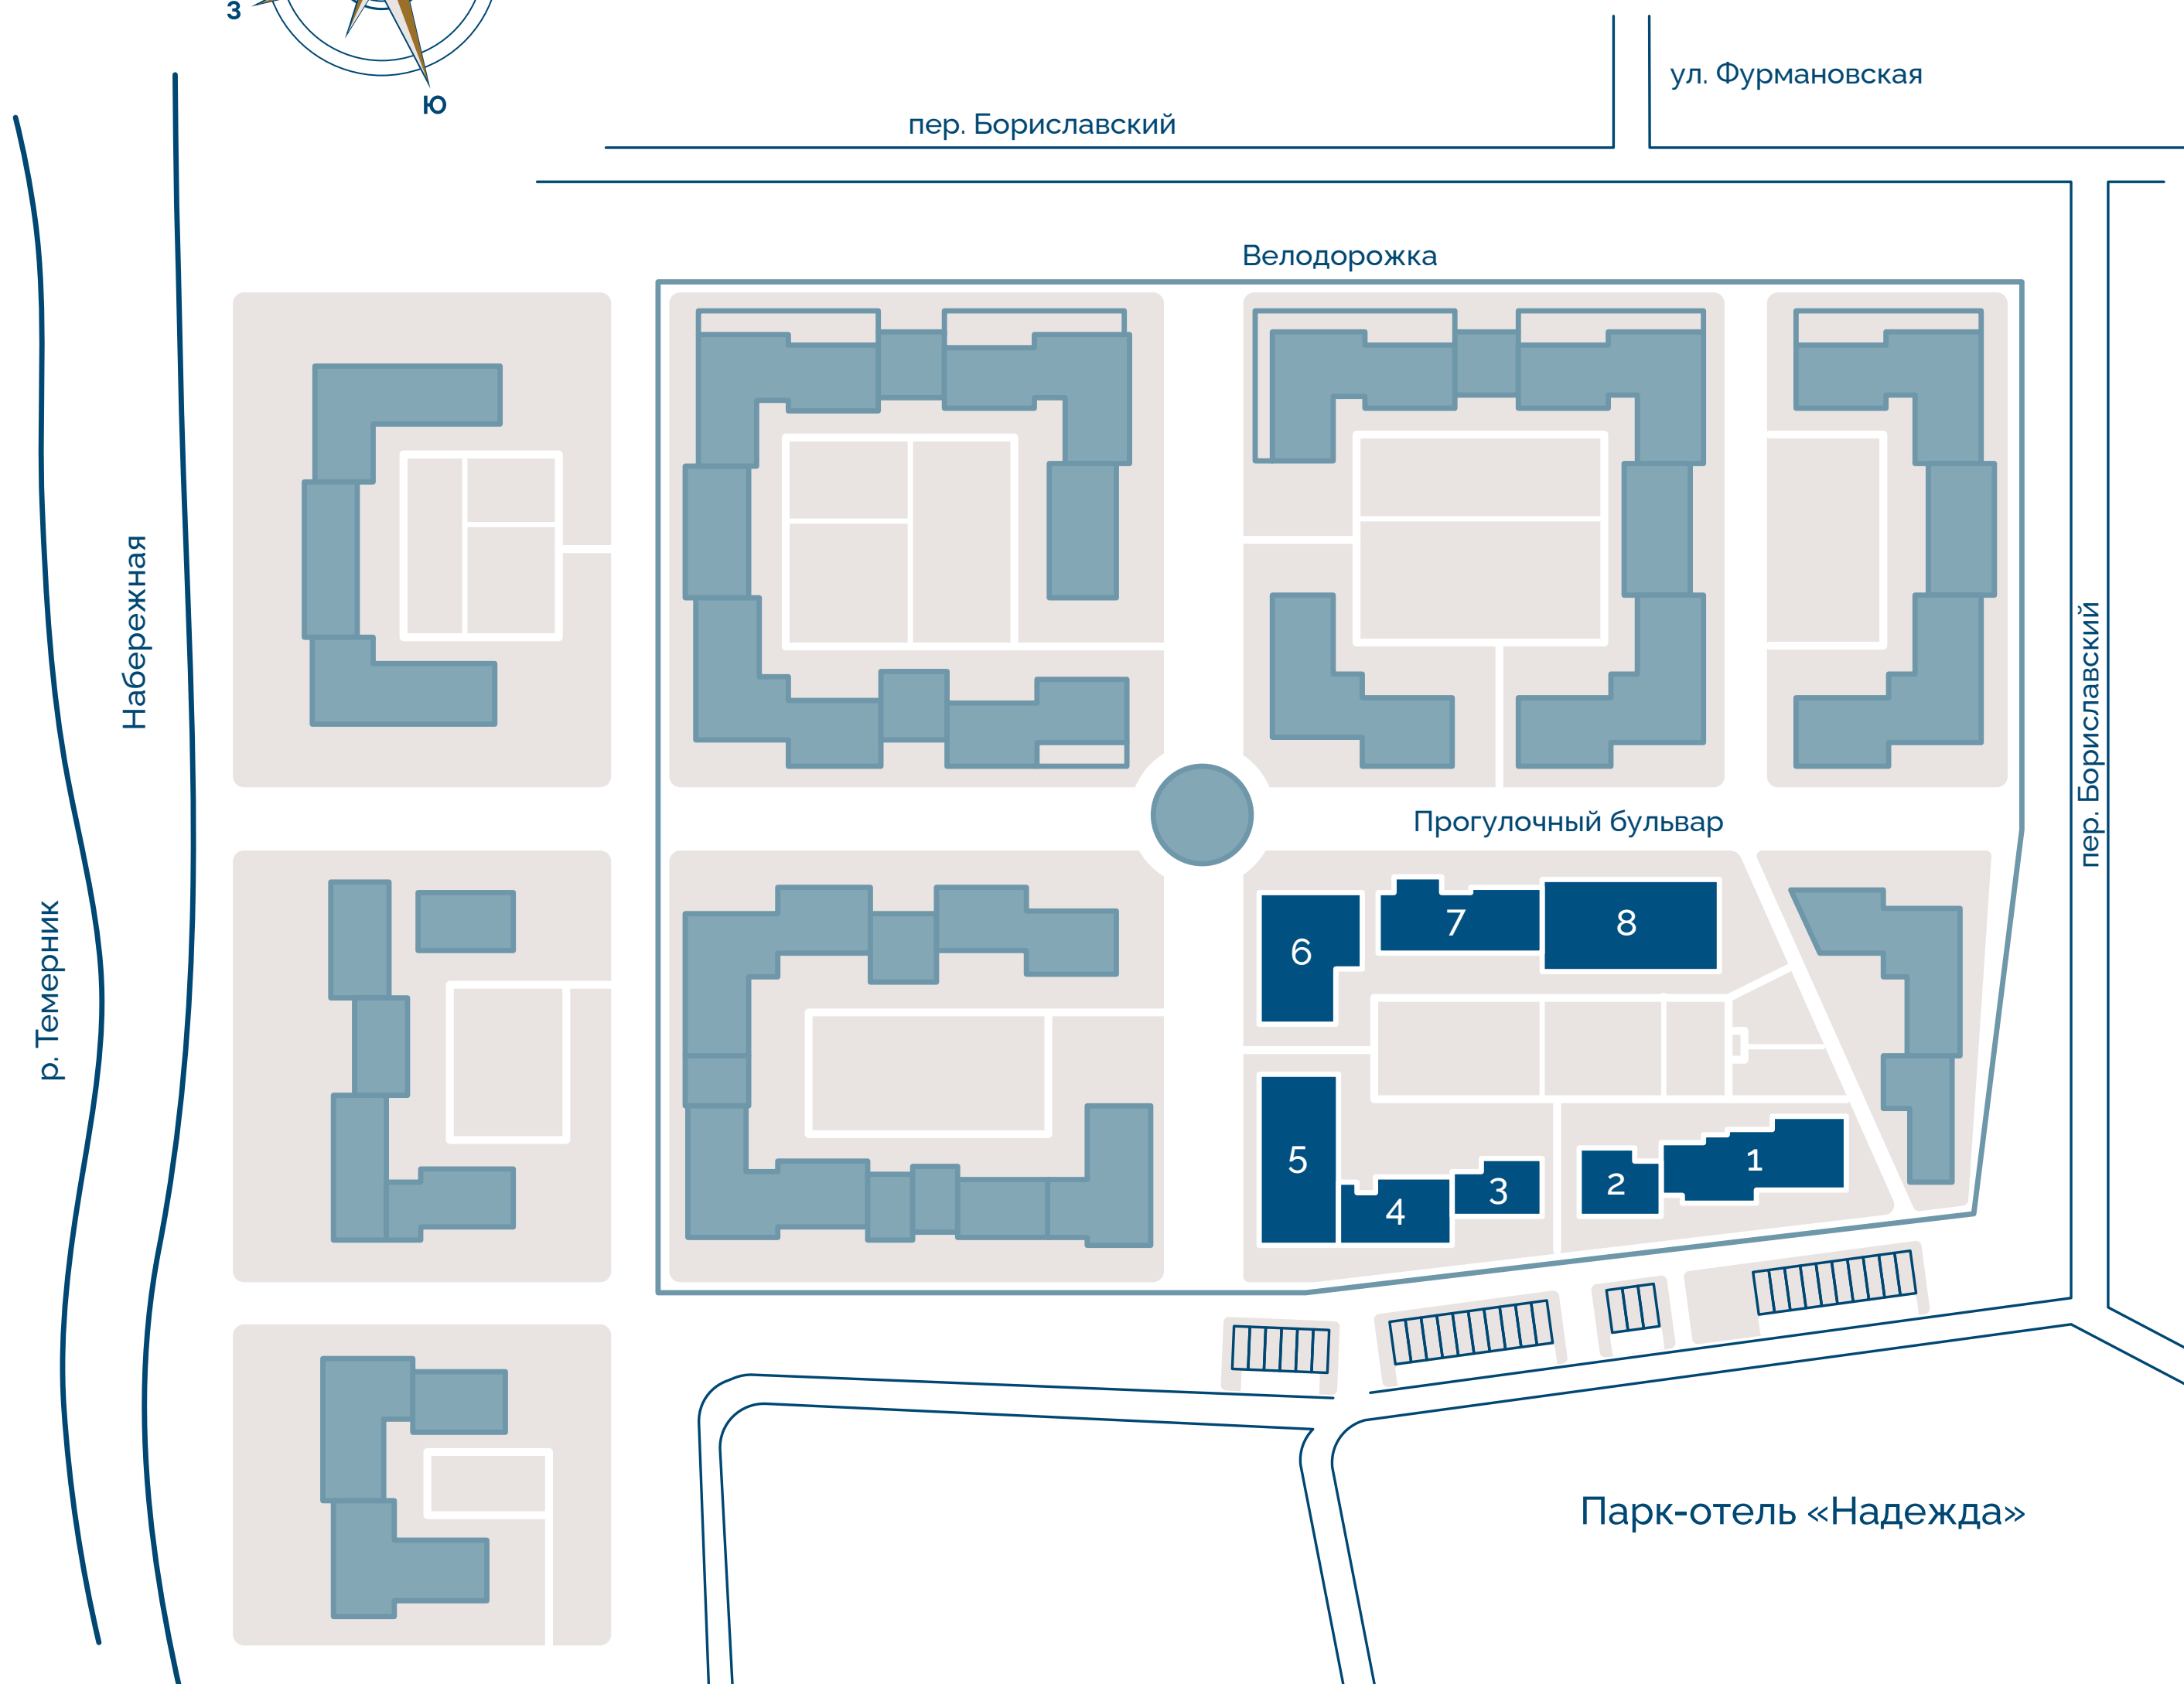 З
Ю
ул. Фурмановская
пер. Бориславский
Велодорожка
Набережная
пер. Бориславский
Прогулочный бульвар
р. Темерник
6
7
8
5
4
3
2
1
Парк-отель «Надежда»